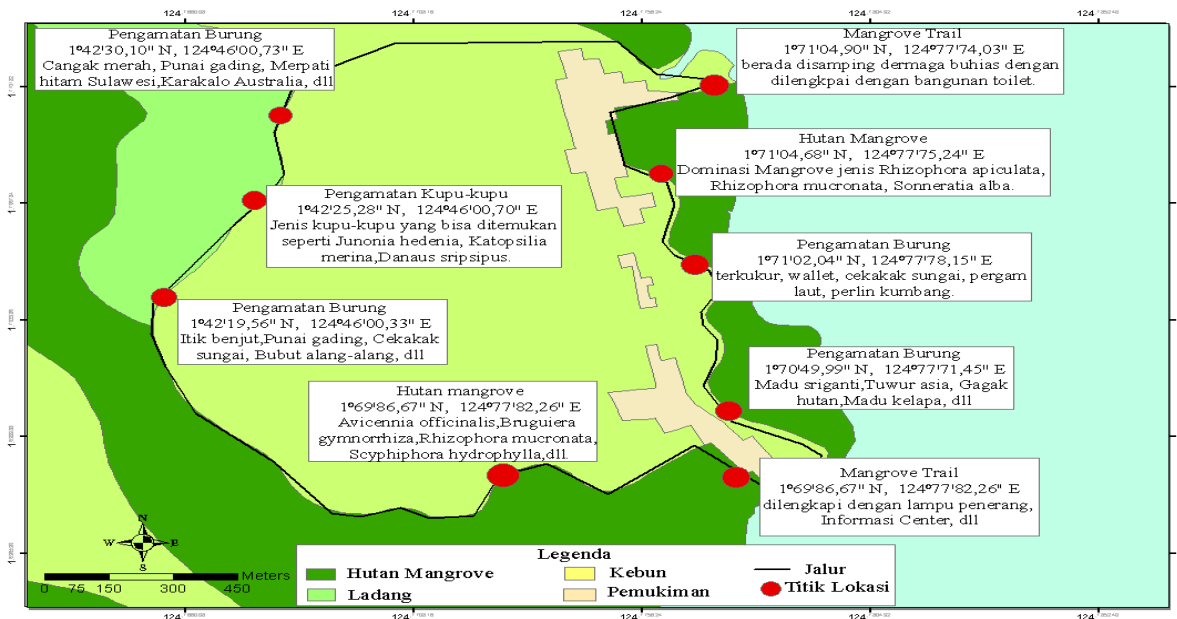 Pengamatan Burung
1º42'30,10" N, 124º46'00,73" E
Cangak merah, Punai gading, Merpati
hitam Sulawesi,Karakalo Australia, dll
Mangrove Trail
1º71'04,90" N, 124º77'74,03" E
berada disamping dermaga buhias dengan
dilengkpai dengan bangunan toilet.
Hutan Mangrove
1º71'04,68" N, 124º77'75,24" E
Dominasi Mangrove jenis Rhizophora apiculata,
Rhizophora mucronata, Sonneratia alba.
Pengamatan Kupu-kupu
1º42'25,28" N, 124º46'00,70" E
Jenis kupu-kupu yang bisa ditemukan
seperti Junonia hedenia, Katopsilia
merina,Danaus sripsipus.
Pengamatan Burung
1º71'02,04" N, 124º77'78,15" E
terkukur, wallet, cekakak sungai, pergam
laut, perlin kumbang.
Pengamatan Burung
1º42'19,56" N, 124º46'00,33" E
Itik benjut,Punai gading, Cekakak
sungai, Bubut alang-alang, dll
Pengamatan Burung
1º70'49,99" N, 124º77'71,45" E
Madu sriganti,Tuwur asia, Gagak
hutan,Madu kelapa, dll
Hutan mangrove
1º69'86,67" N, 124º77'82,26" E
Avicennia officinalis,Bruguiera
gymnorrhiza,Rhizophora mucronata,
Scyphiphora hydrophylla,dll.
Mangrove Trail
1º69'86,67" N, 124º77'82,26" E
dilengkapi dengan lampu penerang,
Informasi Center, dll
N
W E
S
Meters
0 75 150 300 450
Legenda
Hutan Mangrove
Kebun
Jalur
Ladang
Pemukiman
Titik Lokasi